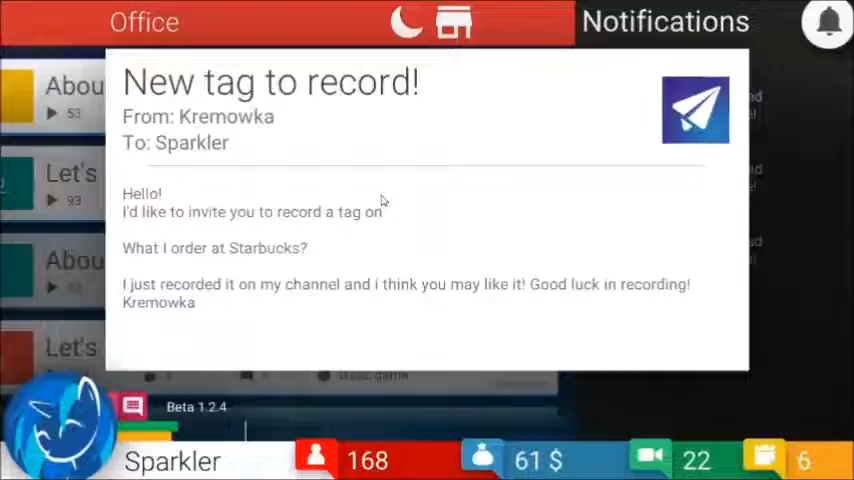 Office
Notifications
New tag to record!
From: Kremowka
To: Sparkler
Hello!
I'd like to invite you to record a tag on
What I order at Starbucks?
I just recorded it on my channel and i think you may like it! Good luck in recording!
Kremowka
Abou
53
Let's
93
Abou
Let's
Beta 1.2.4
Sparkler
168
61 $
22
6